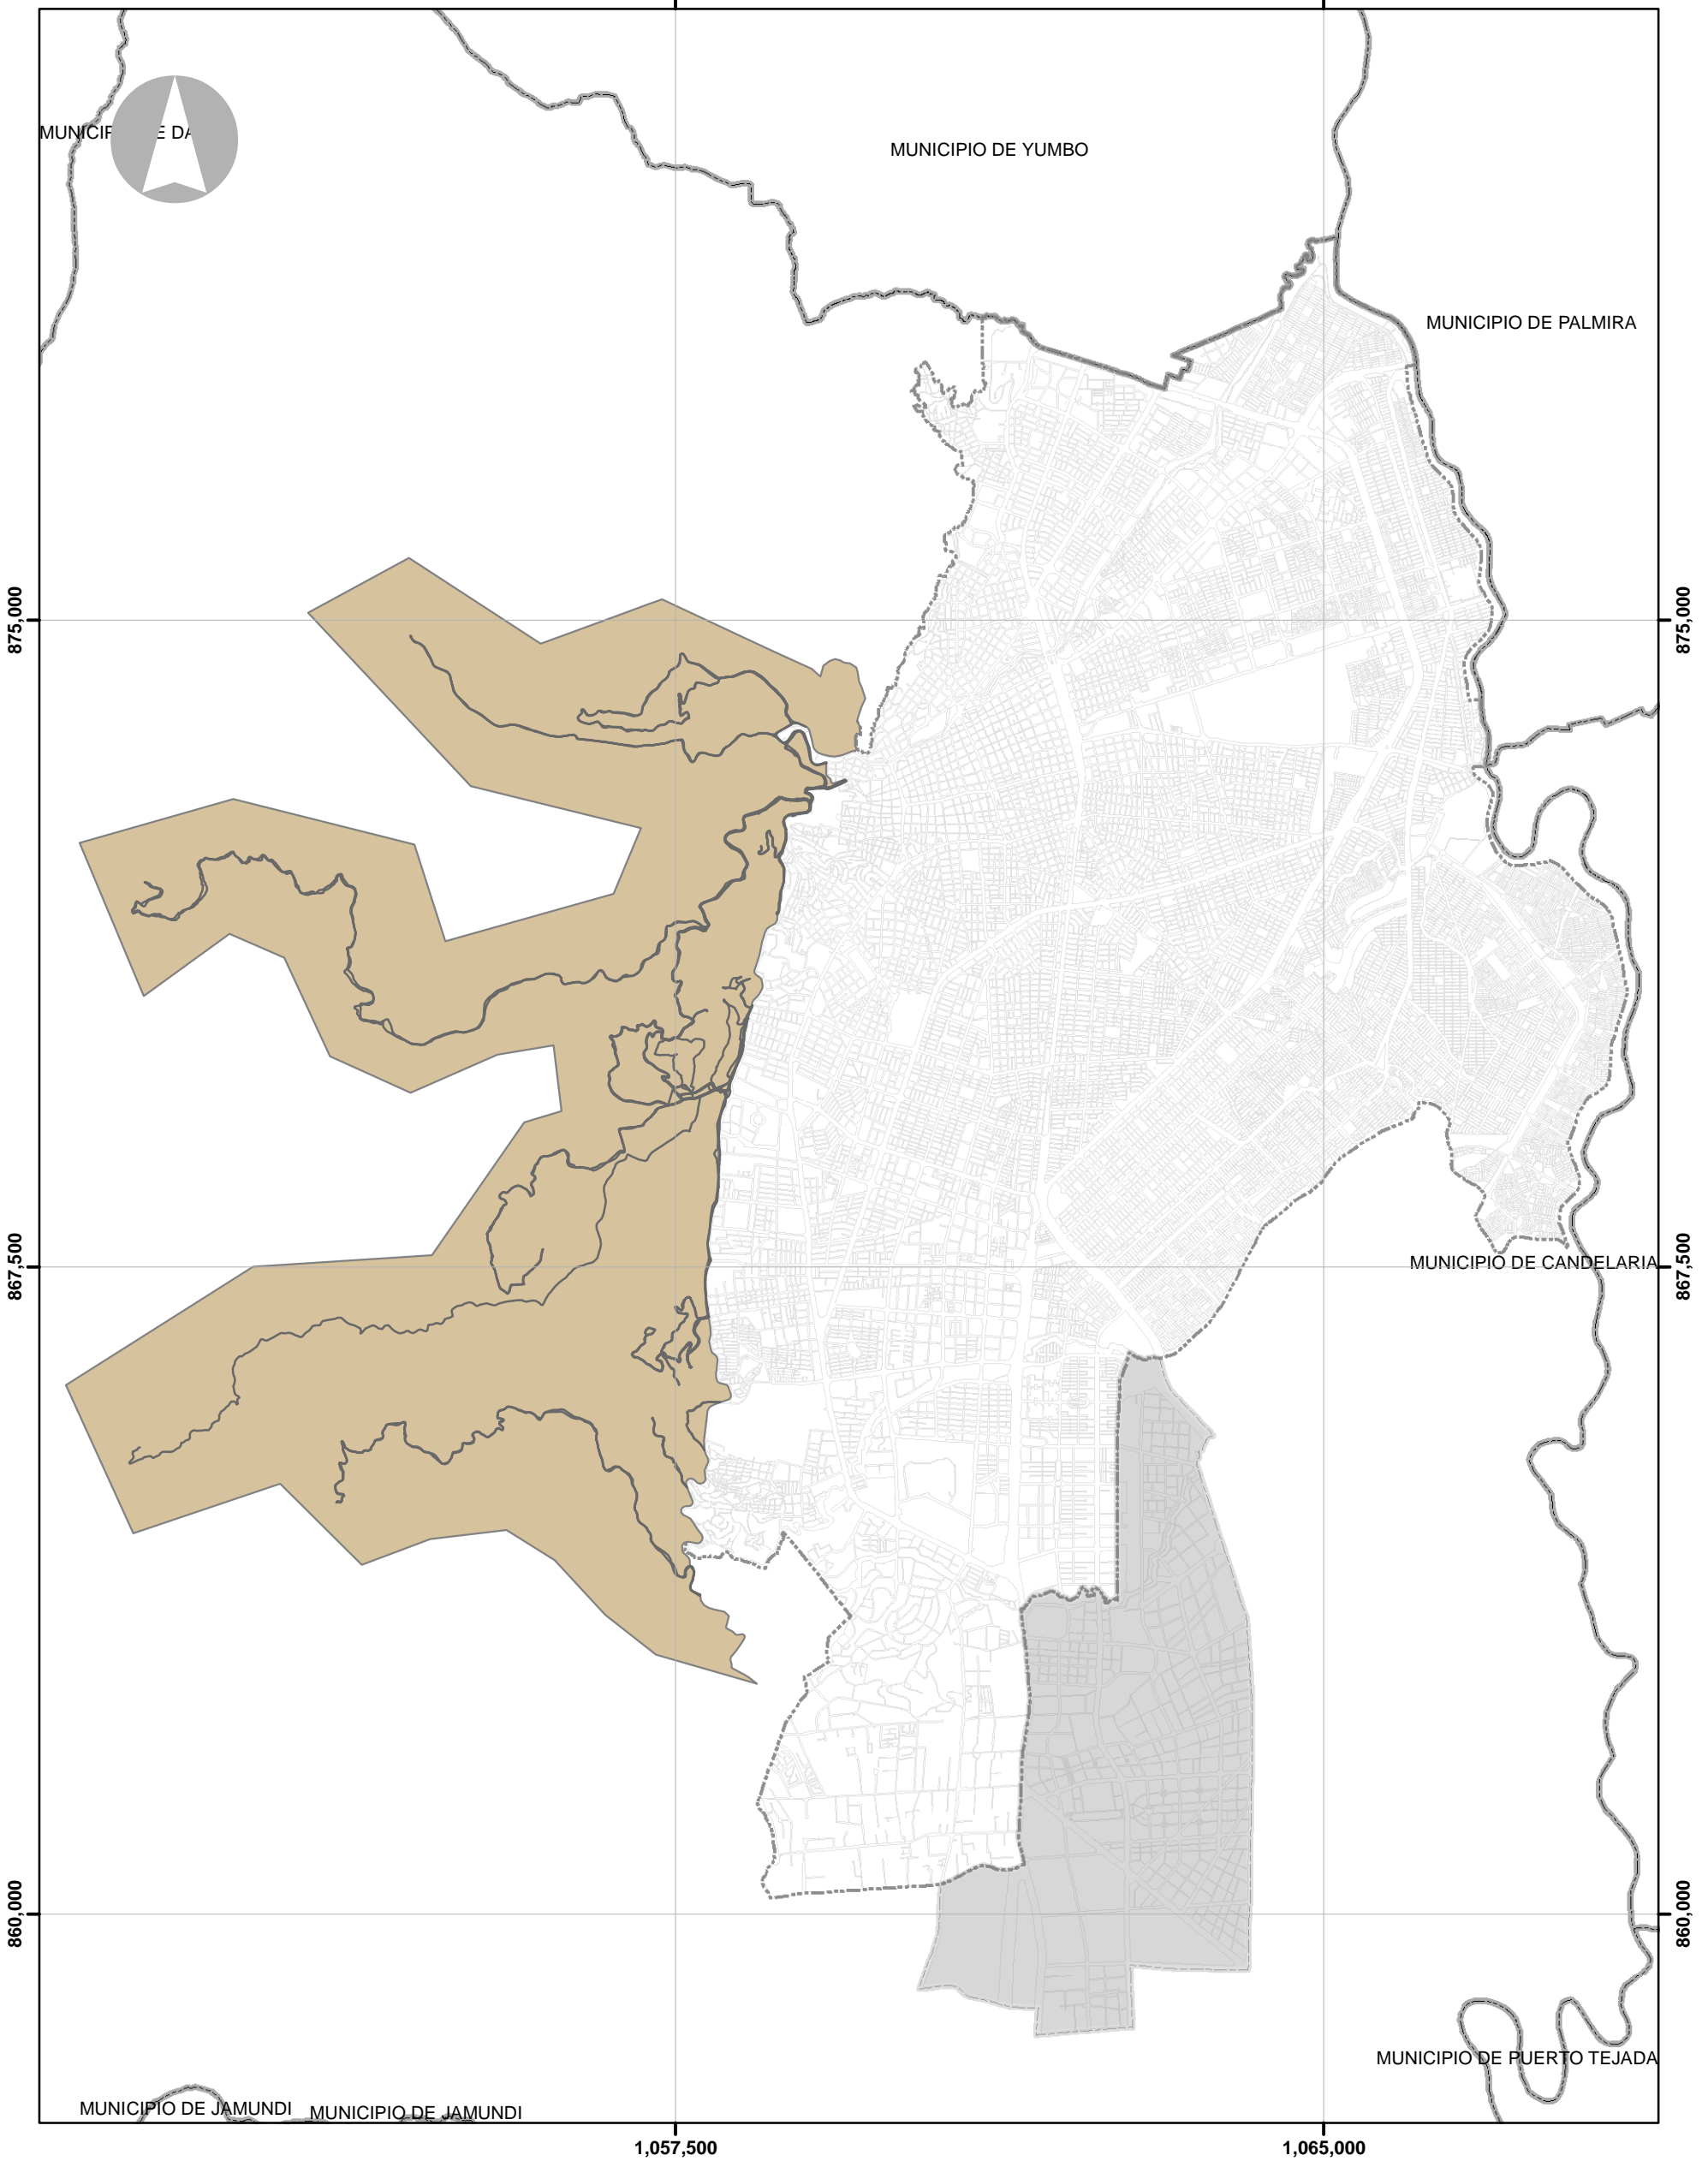 MUNICIPIO DE YUMBO
MUNICIP E DA
MUNICIPIO DE PALMIRA
875,000
875,000
867,500
867,500
MUNICIPIO DE CANDELARIA
860,000
860,000
MUNICIPIO DE PUERTO TEJADA
MUNICIPIO DE JAMUNDI
MUNICIPIO DE JAMUNDI
1,057,500
1,065,000